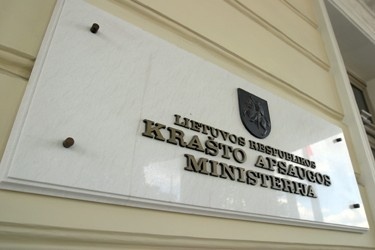 LIETUVOS RESPUBLIKOS
KRAŠTO APSAUGOS
MINISTERIJA